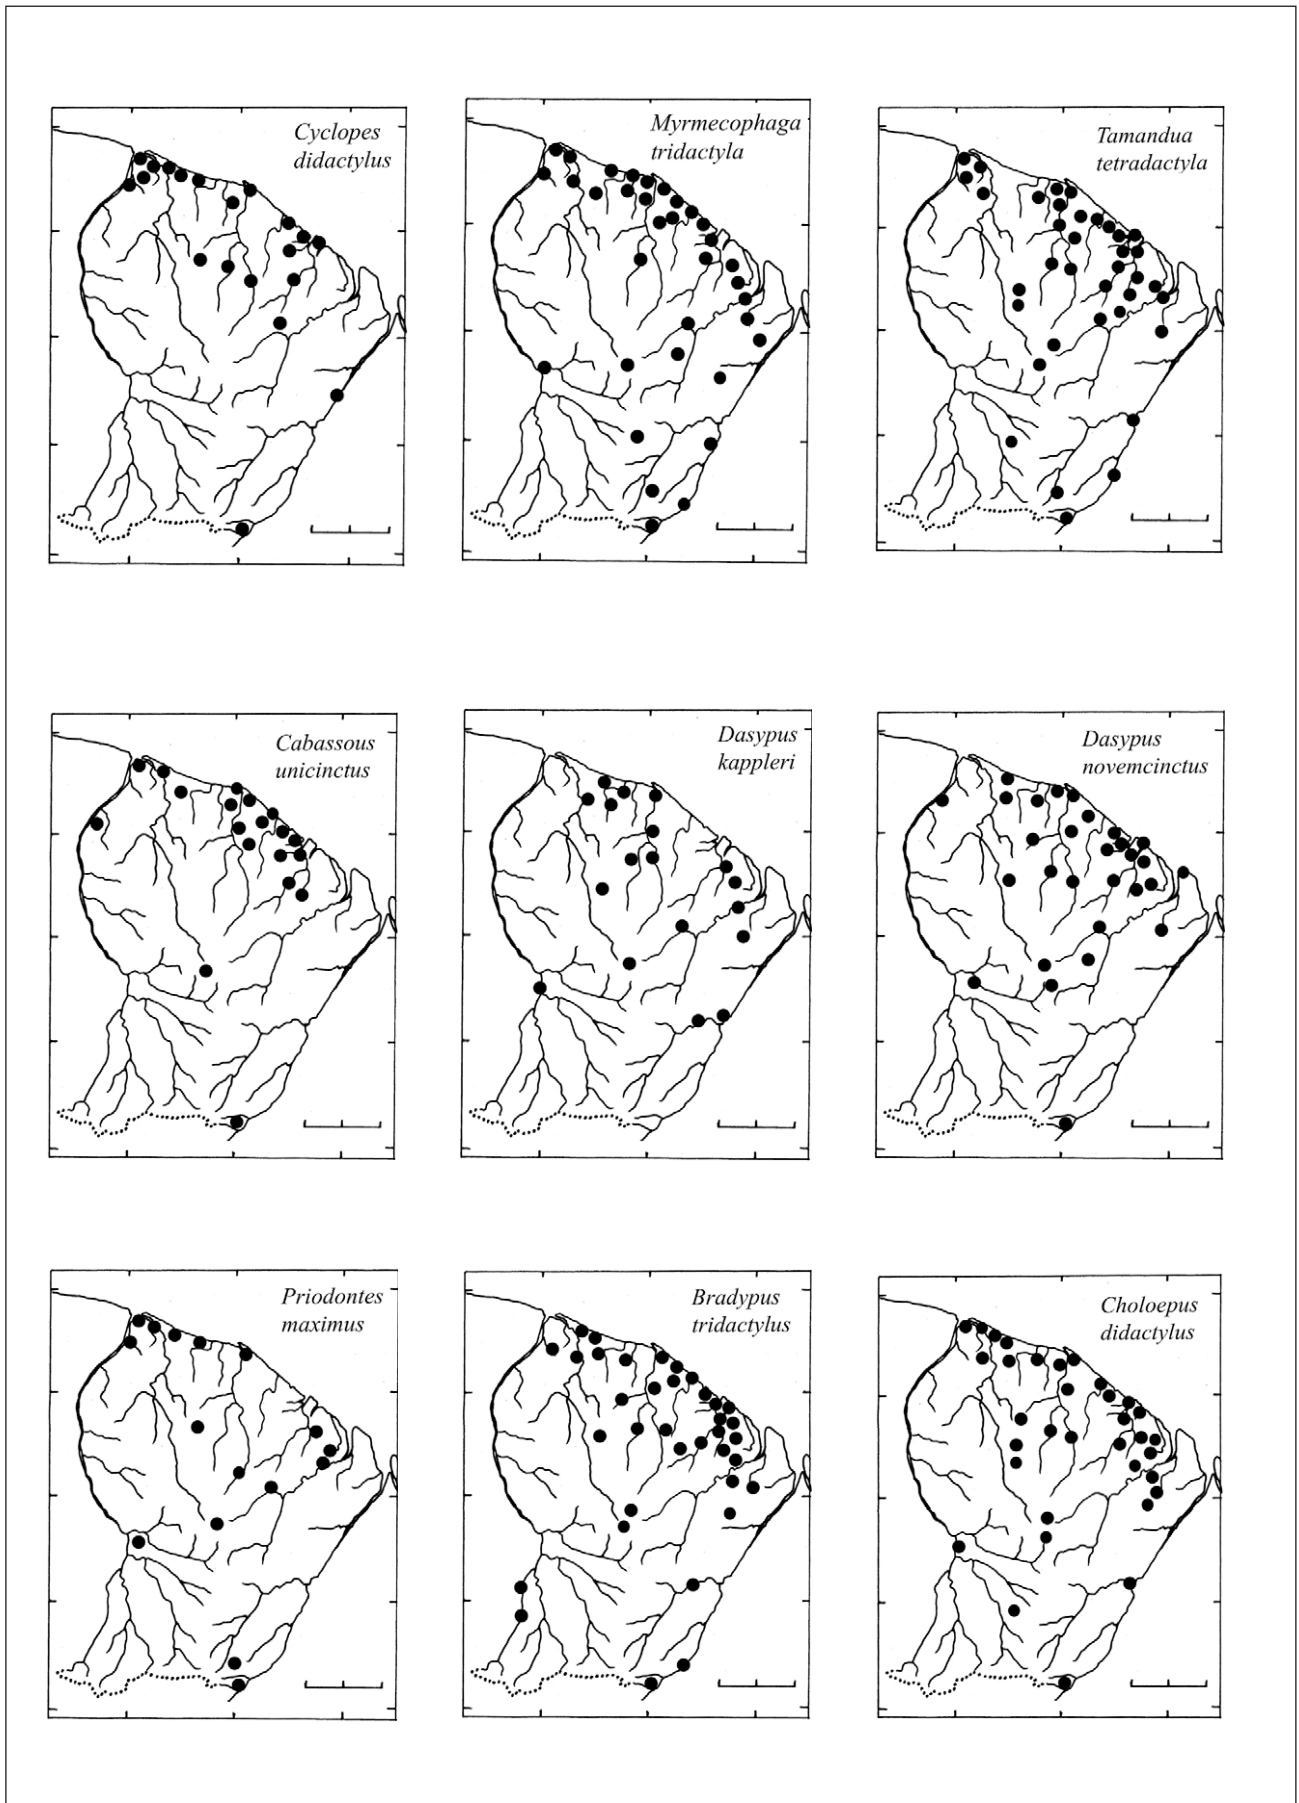 Cyclopes
didactylus
Myrmecophaga
tridactyla
Tamandua
tetradactyla
Cabassous
unicinctus
Dasypus
kappleri
Dasypus
novemcinctus
Priodontes
maximus
Bradypus
tridactylus
Choloepus
didactylus